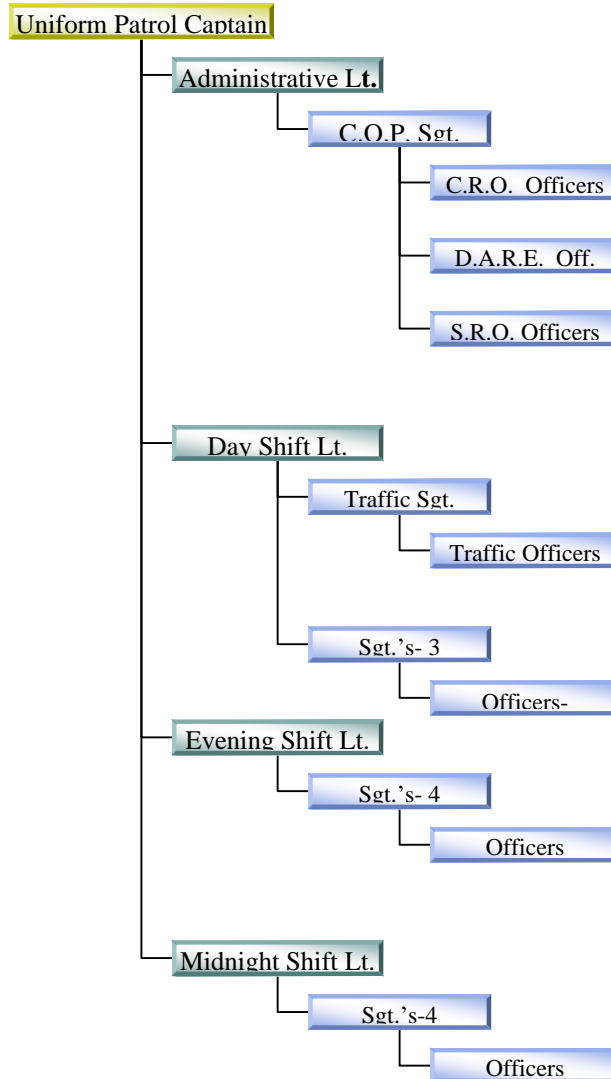 Uniform Patrol Captain
Administrative Lt.
C.O.P. Sgt.
C.R.O. Officers
D.A.R.E. Off.
S.R.O. Officers
Day Shift Lt.
Traffic Sgt.
Traffic Officers
Sgt.’s- 3
Officers-
Evening Shift Lt.
Sgt.’s- 4
Officers
Midnight Shift Lt.
Sgt.’s-4
Officers